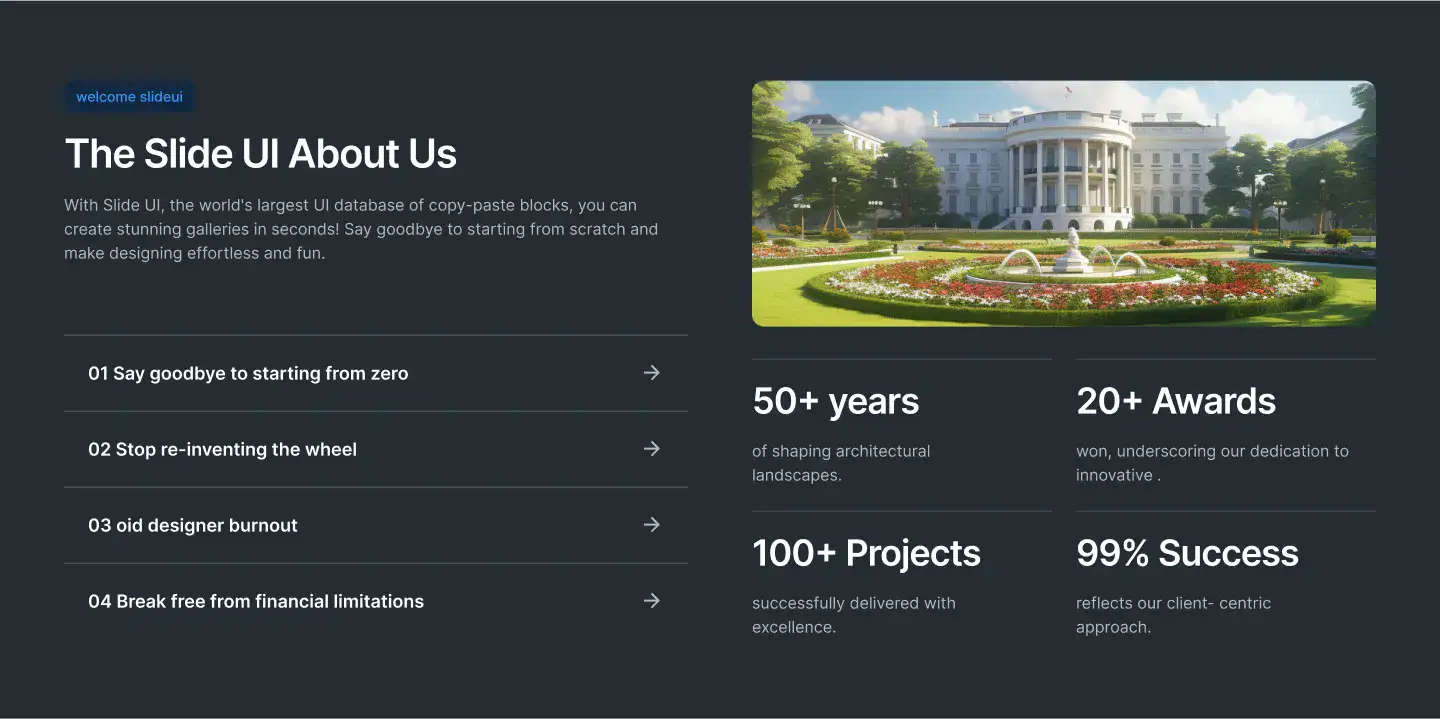 welcome slideui
The Slide UI About Us
With Slide UI, the world's largest UI database of copy-paste blocks, you can
create stunning galleries in seconds! Say goodbye to starting from scratch and
make designing effortless and fun.
01 Say goodbye to starting from zero
02 Stop re-inventing the wheel
03 oid designer burnout
04 Break free from financial limitations
50+ years
of shaping architectural
landscapes.
20+ Awards
won, underscoring our dedication to
innovative .
100+ Projects
successfully delivered with
excellence.
99% Success
reflects our client- centric
approach.